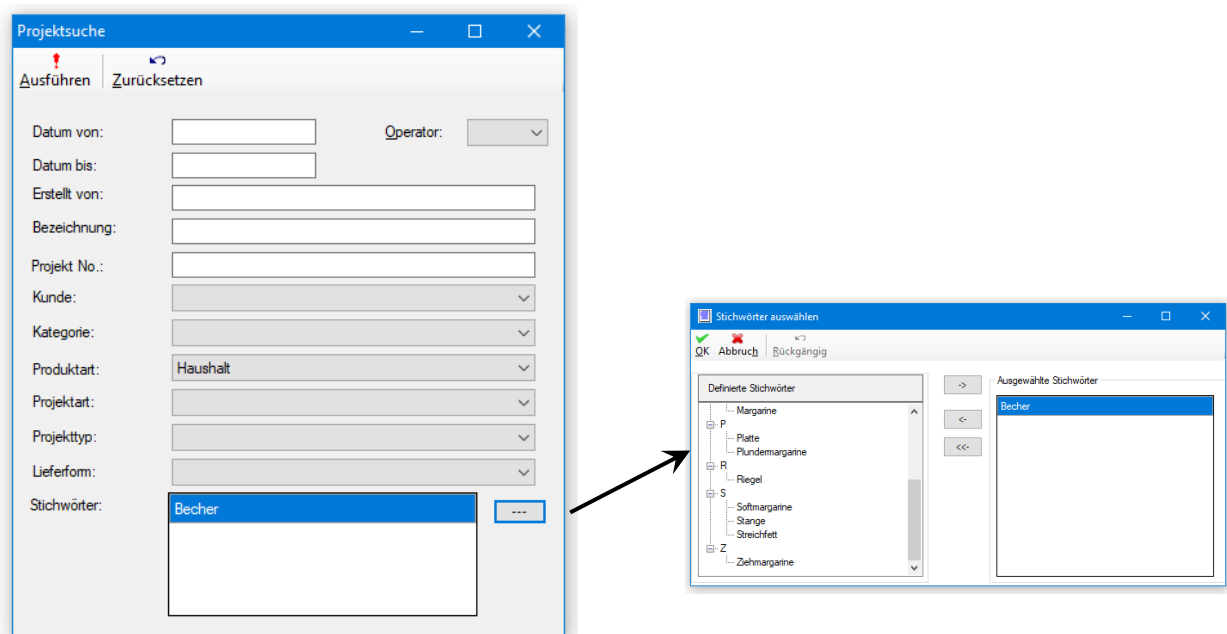 Projektsuche
Ausführen Zurücksetzen
Datum von: Operator:
Datum bis:
Erstellt von:
Bezeichnung:
Projekt No.:
Kunde:
Kategorie:
Produktart: Haushalt
Projektart:
Projekttyp:
Lieferform:
Stichwörter: Becher ---
Stichwörter auswählen
OK Abbruch Rückgängig
Definierte Stichwörter
Margarine
P
Platte
Plundermargarine
R
Riegel
S
Softmargarine
Stange
Streichfett
Z
Ziehmargarine
->
<-
<<-
Ausgewählte Stichwörter
Becher